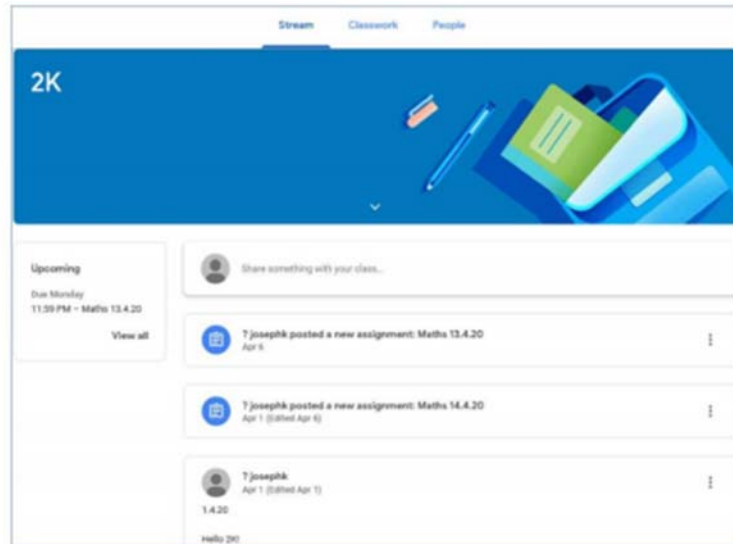 Stream Classwork People
2K
Upcoming
Due Monday
11:59 PM – Maths 13.4.20
View all
Share something with your class...
? josephk posted a new assignment: Maths 13.4.20
Apr 6
? josephk posted a new assignment: Maths 14.4.20
Apr 1 (Edited Apr 6)
? josephk
Apr 1 (Edited Apr 1)
1.4.20
Hello 2K!